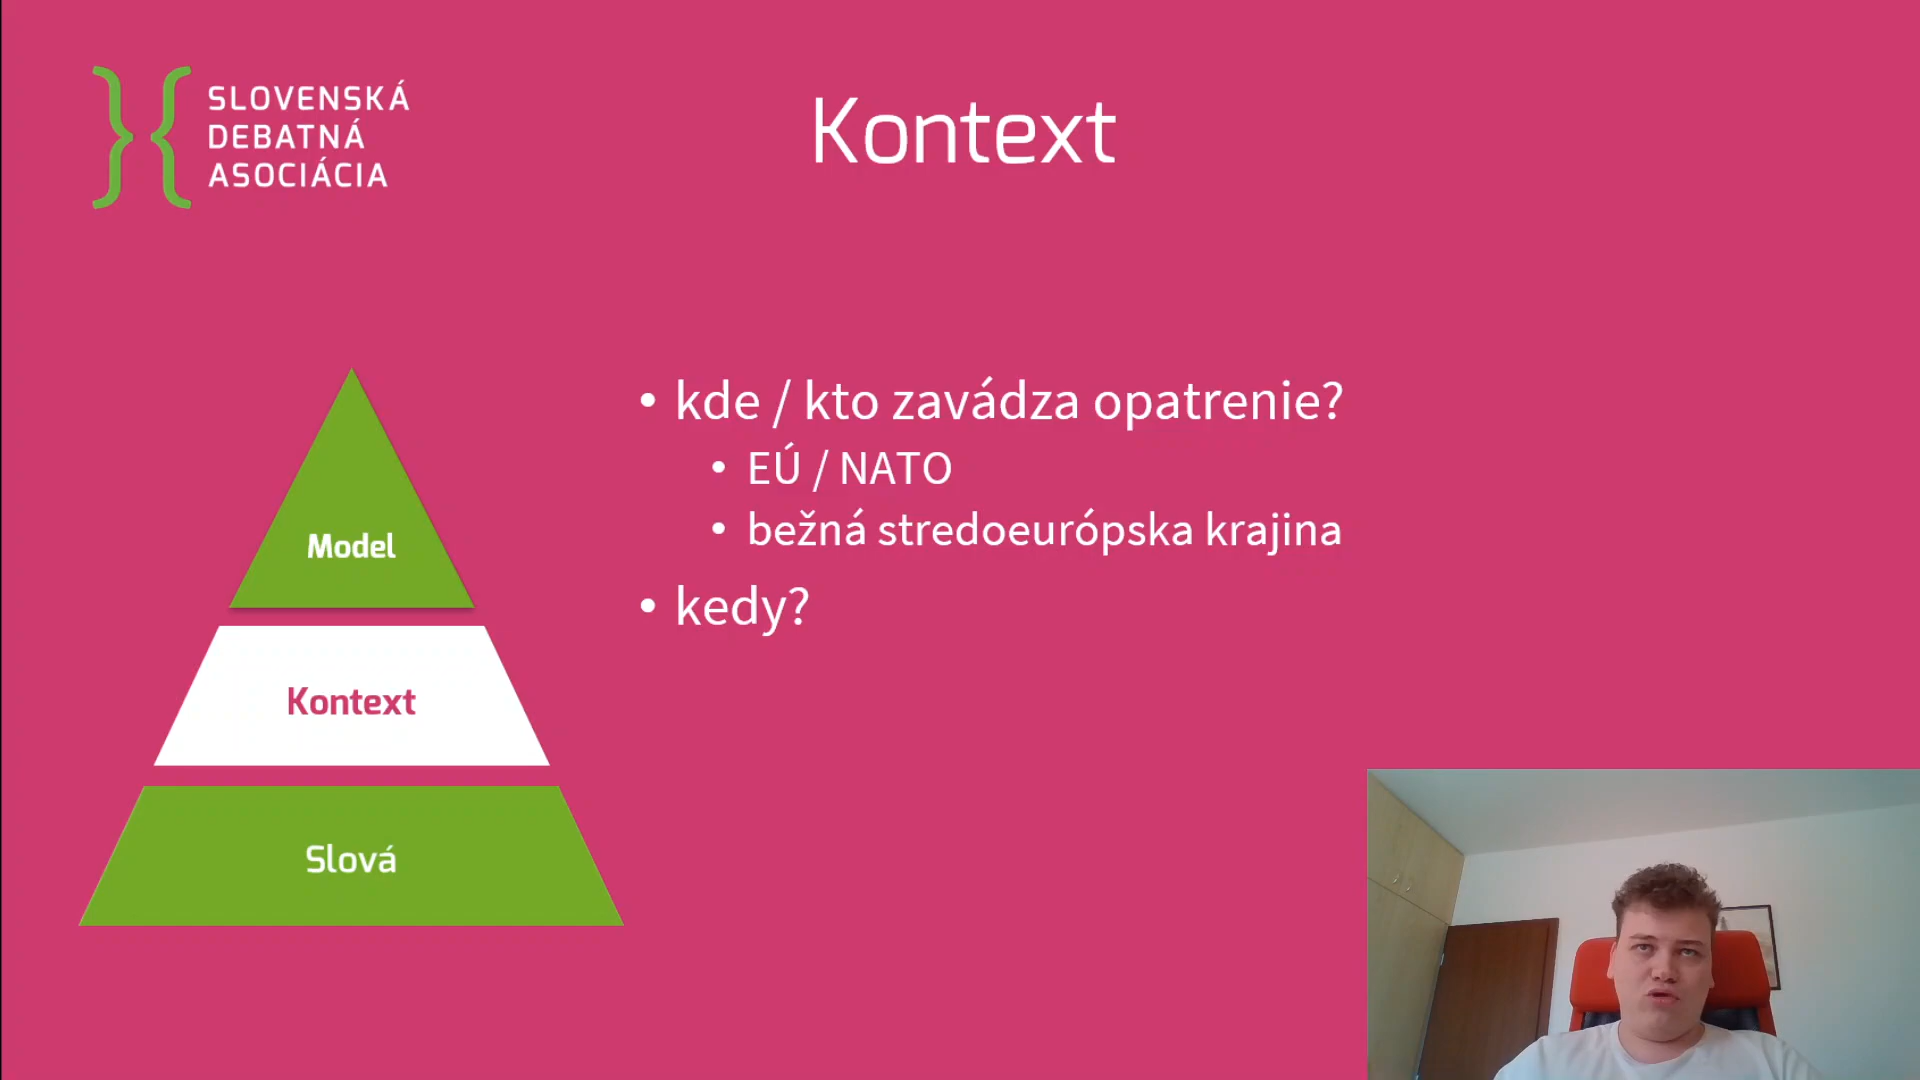 SLOVENSKÁ
DEBATNÁ
ASOCIÁCIA
Kontext
• kde / kto zavádza opatrenie?
• EÚ / NATO
• bežná stredoeurópska krajina
• kedy?
Model
Kontext
Slová